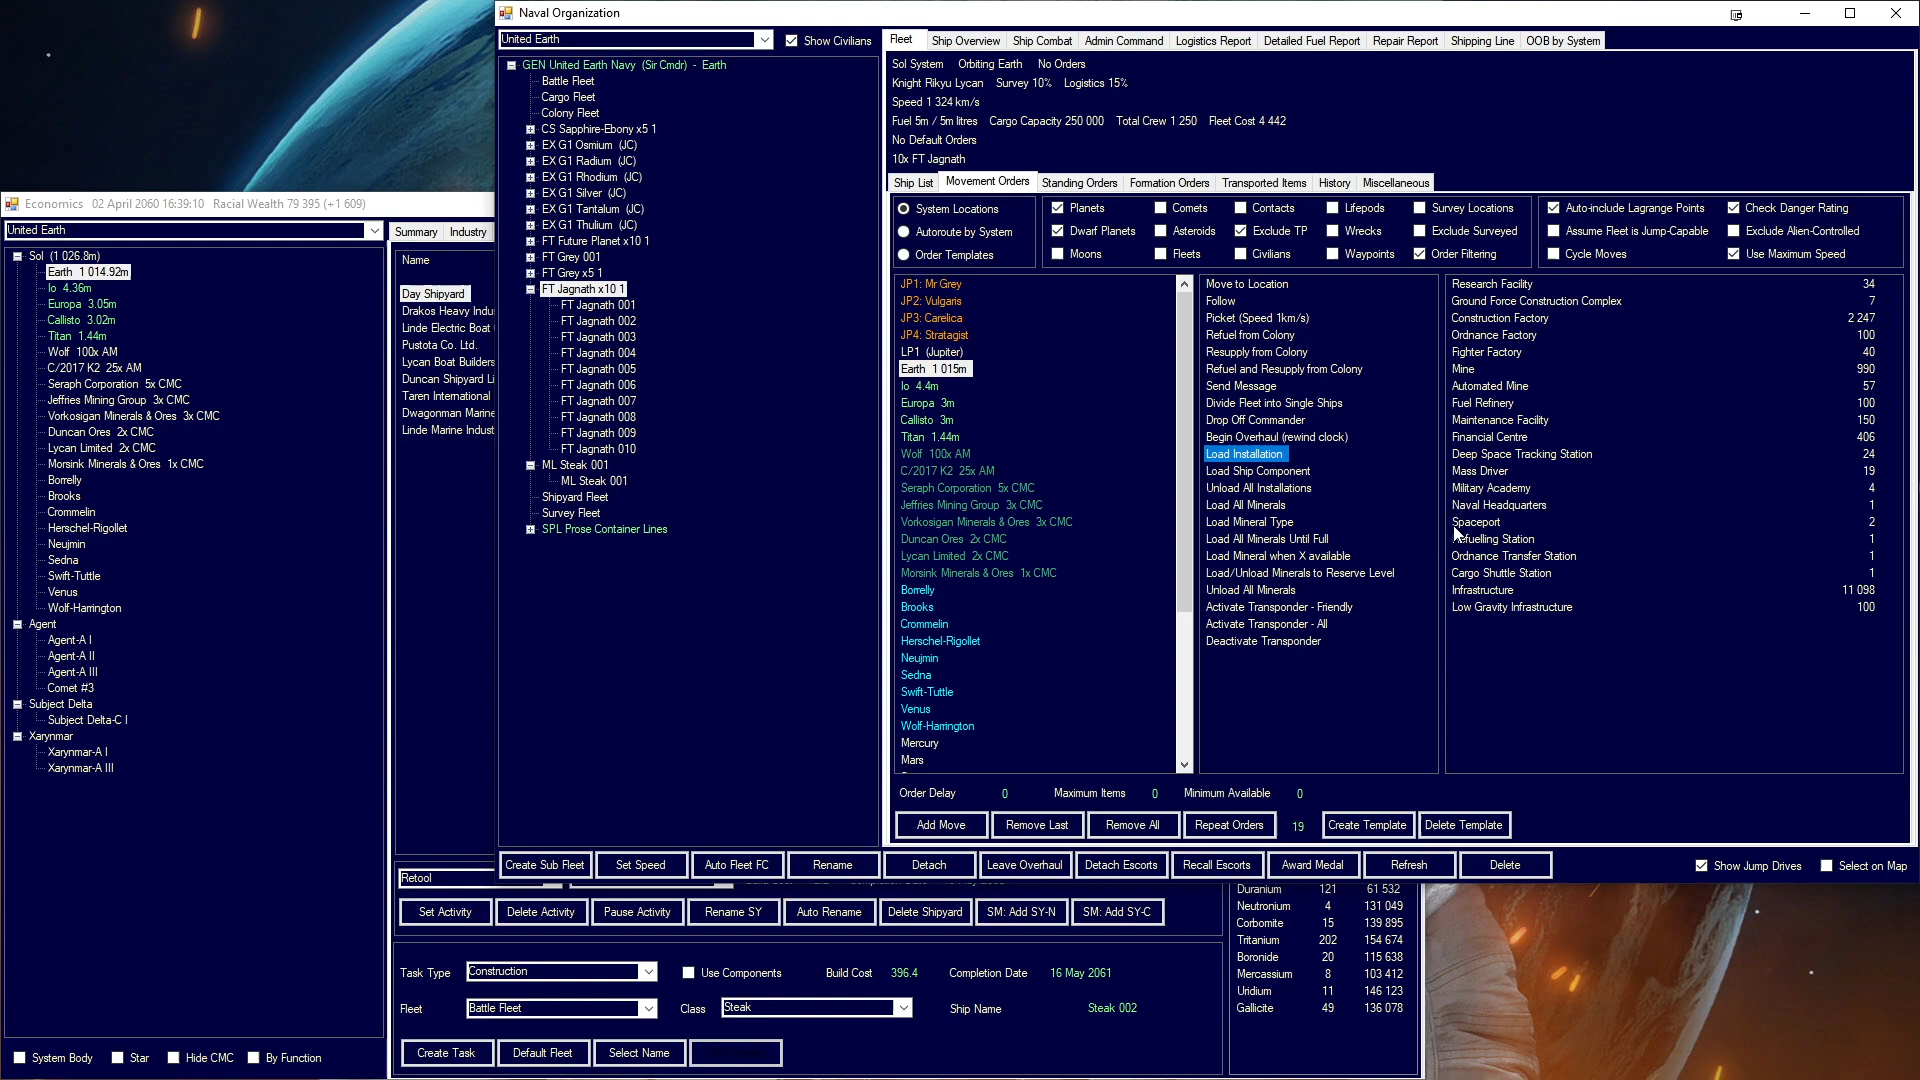 Naval Organization
United Earth
Show Civilians
GEN United Earth Navy (Sir Cmdr) - Earth
Battle Fleet
Cargo Fleet
Colony Fleet
CS Sapphire-Ebony x5 1
EX G1 Osmium (JC)
EX G1 Radium (JC)
EX G1 Rhodium (JC)
EX G1 Silver (JC)
EX G1 Tantalum (JC)
EX G1 Thulium (JC)
FT Future Planet x10 1
FT Grey 001
FT Grey x5 1
FT Jagnath x10 1
FT Jagnath 001
FT Jagnath 002
FT Jagnath 003
FT Jagnath 004
FT Jagnath 005
FT Jagnath 006
FT Jagnath 007
FT Jagnath 008
FT Jagnath 009
FT Jagnath 010
ML Steak 001
ML Steak 001
Shipyard Fleet
Survey Fleet
SPL Prose Container Lines
Fleet Ship Overview Ship Combat Admin Command Logistics Report Detailed Fuel Report Repair Report Shipping Line OOB by System
Sol System Orbiting Earth No Orders
Knight Rikyu Lycan Survey 10% Logistics 15%
Speed 1 324 km/s
Fuel 5m / 5m litres Cargo Capacity 250 000 Total Crew 1 250 Fleet Cost 4 442
No Default Orders
10x FT Jagnath
Ship List Movement Orders Standing Orders Formation Orders Transported Items History Miscellaneous
System Locations Planets Comets Contacts Lifepods Survey Locations Auto-include Lagrange Points Check Danger Rating
Autoroute by System Dwarf Planets Asteroids Exclude TP Wrecks Exclude Surveyed Assume Fleet is Jump-Capable Exclude Alien-Controlled
Order Templates Moons Fleets Civilians Waypoints Order Filtering Cycle Moves Use Maximum Speed
JP1: Mr Grey
JP2: Vulgaris
JP3: Carelica
JP4: Stratagist
LP1 (Jupiter)
Earth 1 015m
Io 4.4m
Europa 3m
Callisto 3m
Titan 1.44m
Wolf 100x AM
C/2017 K2 25x AM
Seraph Corporation 5x CMC
Jeffries Mining Group 3x CMC
Vorkosigan Minerals & Ores 3x CMC
Duncan Ores 2x CMC
Lycan Limited 2x CMC
Morsink Minerals & Ores 1x CMC
Borrelly
Brooks
Crommelin
Herschel-Rigollet
Neujmin
Sedna
Swift-Tuttle
Venus
Wolf-Harrington
Mercury
Mars
Move to Location
Follow
Picket (Speed 1km/s)
Refuel from Colony
Resupply from Colony
Refuel and Resupply from Colony
Send Message
Divide Fleet into Single Ships
Drop Off Commander
Begin Overhaul (rewind clock)
Load Installation
Load Ship Component
Unload All Installations
Load All Minerals
Load Mineral Type
Load All Minerals Until Full
Load Mineral when X available
Load/Unload Minerals to Reserve Level
Unload All Minerals
Activate Transponder - Friendly
Activate Transponder - All
Deactivate Transponder
Research Facility 34
Ground Force Construction Complex 7
Construction Factory 2 247
Ordnance Factory 100
Fighter Factory 40
Mine 990
Automated Mine 57
Fuel Refinery 100
Maintenance Facility 150
Financial Centre 406
Deep Space Tracking Station 24
Mass Driver 19
Military Academy 4
Naval Headquarters 1
Spaceport 2
efuelling Station 1
Ordnance Transfer Station 1
Cargo Shuttle Station 1
Infrastructure 11 098
Low Gravity Infrastructure 100
Order Delay 0 Maximum Items 0 Minimum Available 0
Add Move Remove Last Remove All Repeat Orders 19 Create Template Delete Template
Create Sub Fleet Set Speed Auto Fleet FC Rename Detach Leave Overhaul Detach Escorts Recall Escorts Award Medal Refresh Delete Show Jump Drives Select on Map
Economics 02 April 2060 16:39:10 Racial Wealth 79 395 (+1 609)
United Earth
Sol (1 026.8m)
Earth 1 014.92m
Io 4.36m
Europa 3.05m
Callisto 3.02m
Titan 1.44m
Wolf 100x AM
C/2017 K2 25x AM
Seraph Corporation 5x CMC
Jeffries Mining Group 3x CMC
Vorkosigan Minerals & Ores 3x CMC
Duncan Ores 2x CMC
Lycan Limited 2x CMC
Morsink Minerals & Ores 1x CMC
Borrelly
Brooks
Crommelin
Herschel-Rigollet
Neujmin
Sedna
Swift-Tuttle
Venus
Wolf-Harrington
Agent
Agent-A I
Agent-A II
Agent-A III
Comet #3
Subject Delta
Subject Delta-C I
Xarynmar
Xarynmar-A I
Xarynmar-A III
System Body Star Hide CMC By Function
Summary Industry
Name
Day Shipyard
Drakos Heavy Indu
Linde Electric Boat
Pustota Co. Ltd.
Lycan Boat Builders
Duncan Shipyard Li
Taren International
Dwagonman Marine
Linde Marine Indust
Retool
Set Activity Delete Activity Pause Activity Rename SY Auto Rename Delete Shipyard SM: Add SY-N SM: Add SY-C
Task Type Construction Use Components Build Cost 396.4 Completion Date 16 May 2061
Fleet Battle Fleet Class Steak Ship Name Steak 002
Create Task Default Fleet Select Name
Duranium 121 61 532
Neutronium 4 131 049
Corbomite 15 139 895
Tritanium 202 154 674
Boronide 20 115 638
Mercassium 8 103 412
Uridium 11 146 123
Gallicite 49 136 078